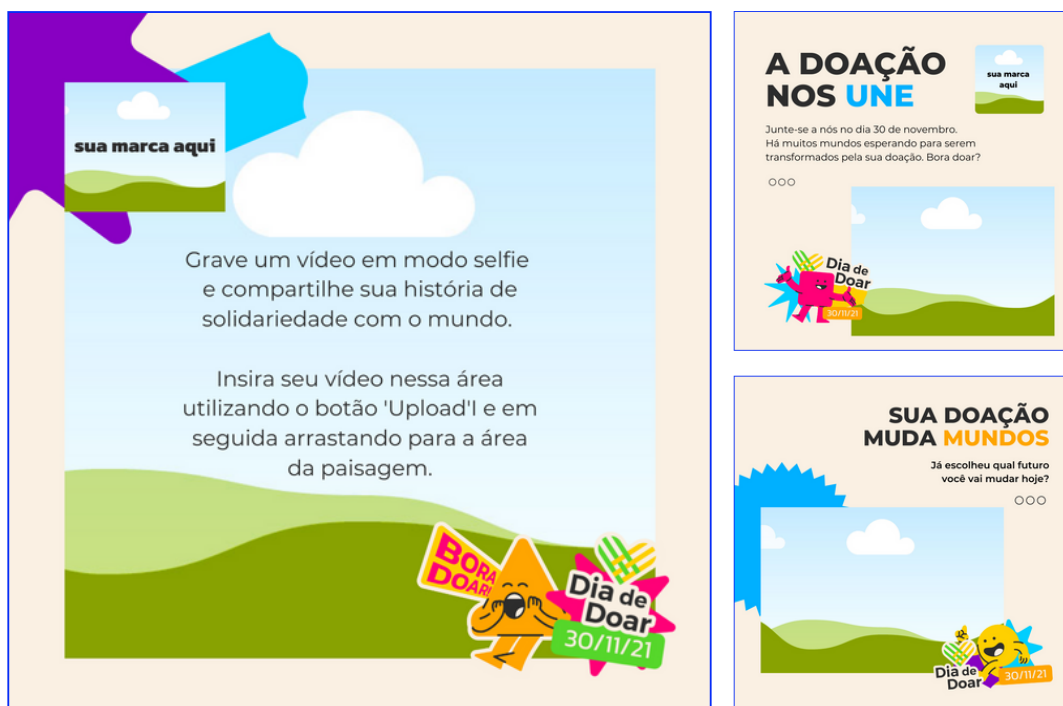 sua marca aqui
Grave um vídeo em modo selfie
e compartilhe sua história de
solidariedade com o mundo.
Insira seu vídeo nessa área
utilizando o botão 'Upload'l e em
seguida arrastando para a área
da paisagem.
BORA
DOAR!
Dia de
Doar
30/11/21
A DOAÇÃO
NOS UNE
sua marca
aqui
Junte-se a nós no dia 30 de novembro.
Há muitos mundos esperando para serem
transformados pela sua doação. Bora doar?
Dia de
Doar
30/11/21
SUA DOAÇÃO
MUDA MUNDOS
Já escolheu qual futuro
você vai mudar hoje?
Dia de
Doar
30/11/21